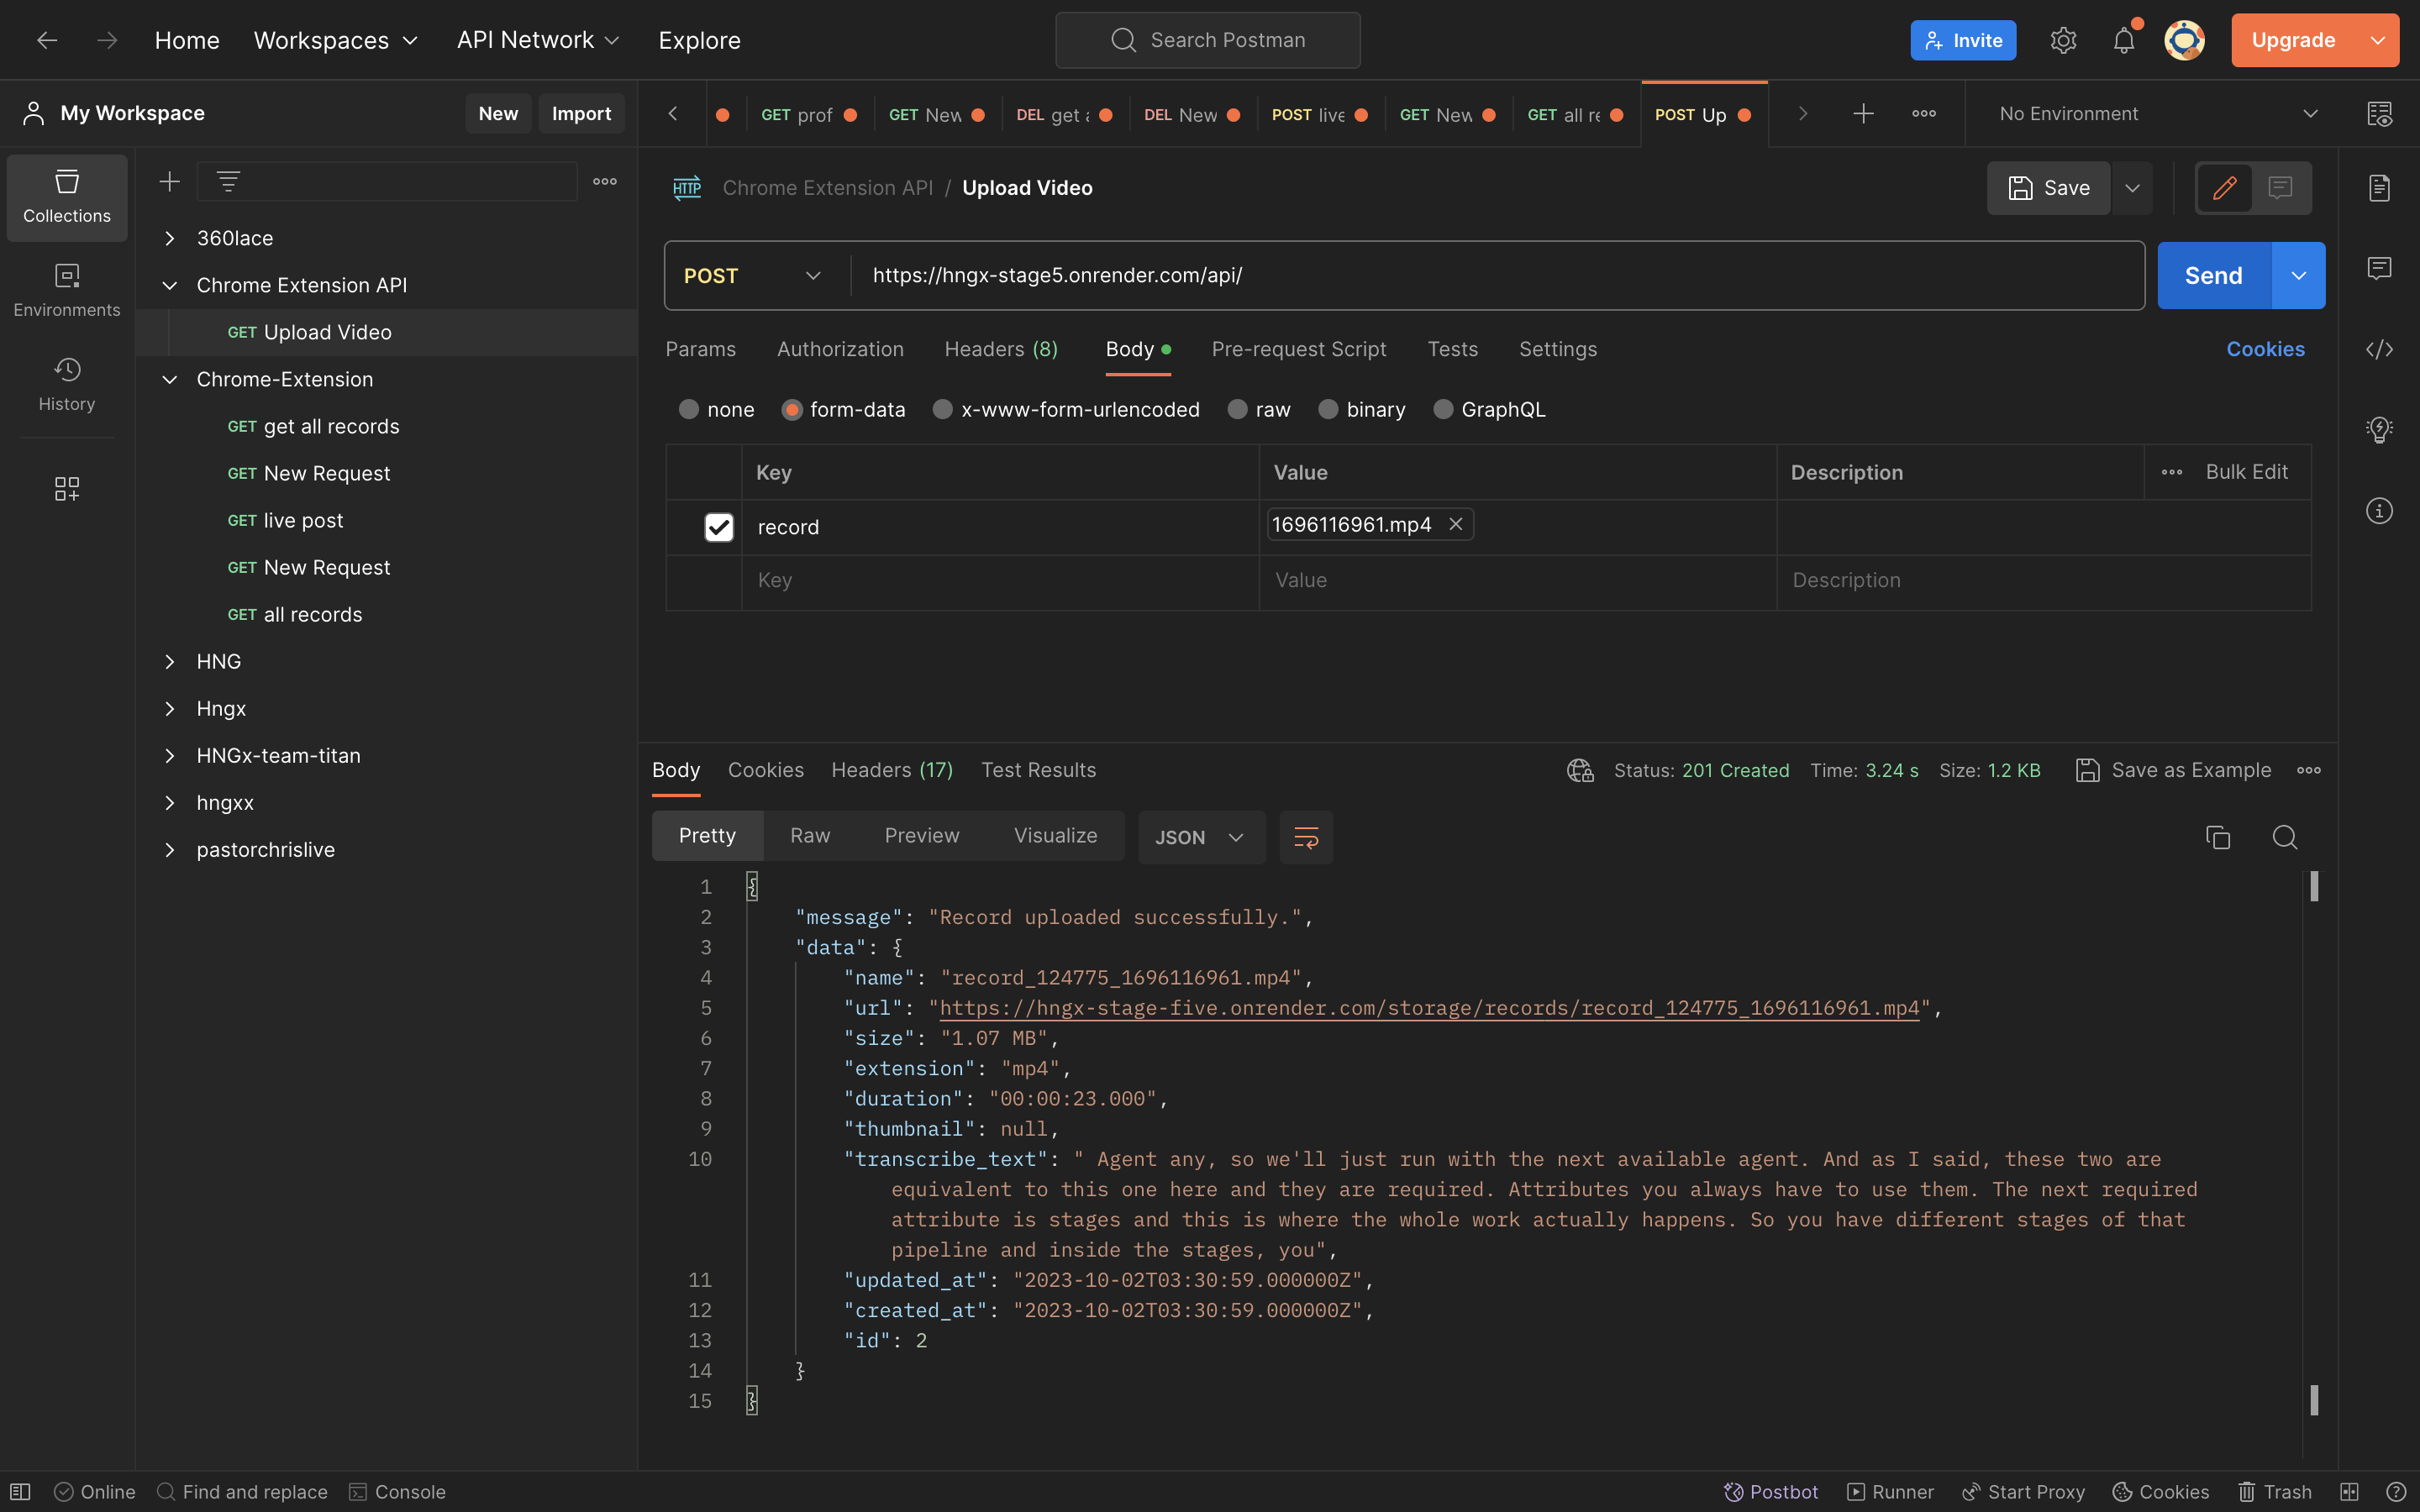 Home Workspaces API Network Explore Search Postman Invite Upgrade
My Workspace New Import
GET prof GET New DEL get a DEL New POST live GET New GET all re POST Up No Environment
Collections
Environments
History
360lace
Chrome Extension API
GET Upload Video
Chrome-Extension
GET get all records
GET New Request
GET live post
GET New Request
GET all records
HNG
Hngx
HNGx-team-titan
hngxx
pastorchrislive
HTTP Chrome Extension API / Upload Video Save
POST https://hngx-stage5.onrender.com/api/ Send
Params Authorization Headers (8) Body Pre-request Script Tests Settings Cookies
none form-data x-www-form-urlencoded raw binary GraphQL
Key Value Description Bulk Edit
record 1696116961.mp4
Key Value Description
Body Cookies Headers (17) Test Results Status: 201 Created Time: 3.24 s Size: 1.2 KB Save as Example
Pretty Raw Preview Visualize JSON
1 {
2 "message": "Record uploaded successfully.",
3 "data": {
4 "name": "record_124775_1696116961.mp4",
5 "url": "https://hngx-stage-five.onrender.com/storage/records/record_124775_1696116961.mp4",
6 "size": "1.07 MB",
7 "extension": "mp4",
8 "duration": "00:00:23.000",
9 "thumbnail": null,
10 "transcribe_text": " Agent any, so we'll just run with the next available agent. And as I said, these two are
equivalent to this one here and they are required. Attributes you always have to use them. The next required
attribute is stages and this is where the whole work actually happens. So you have different stages of that
pipeline and inside the stages, you",
11 "updated_at": "2023-10-02T03:30:59.000000Z",
12 "created_at": "2023-10-02T03:30:59.000000Z",
13 "id": 2
14 }
15 }
Online Find and replace Console Postbot Runner Start Proxy Cookies Trash